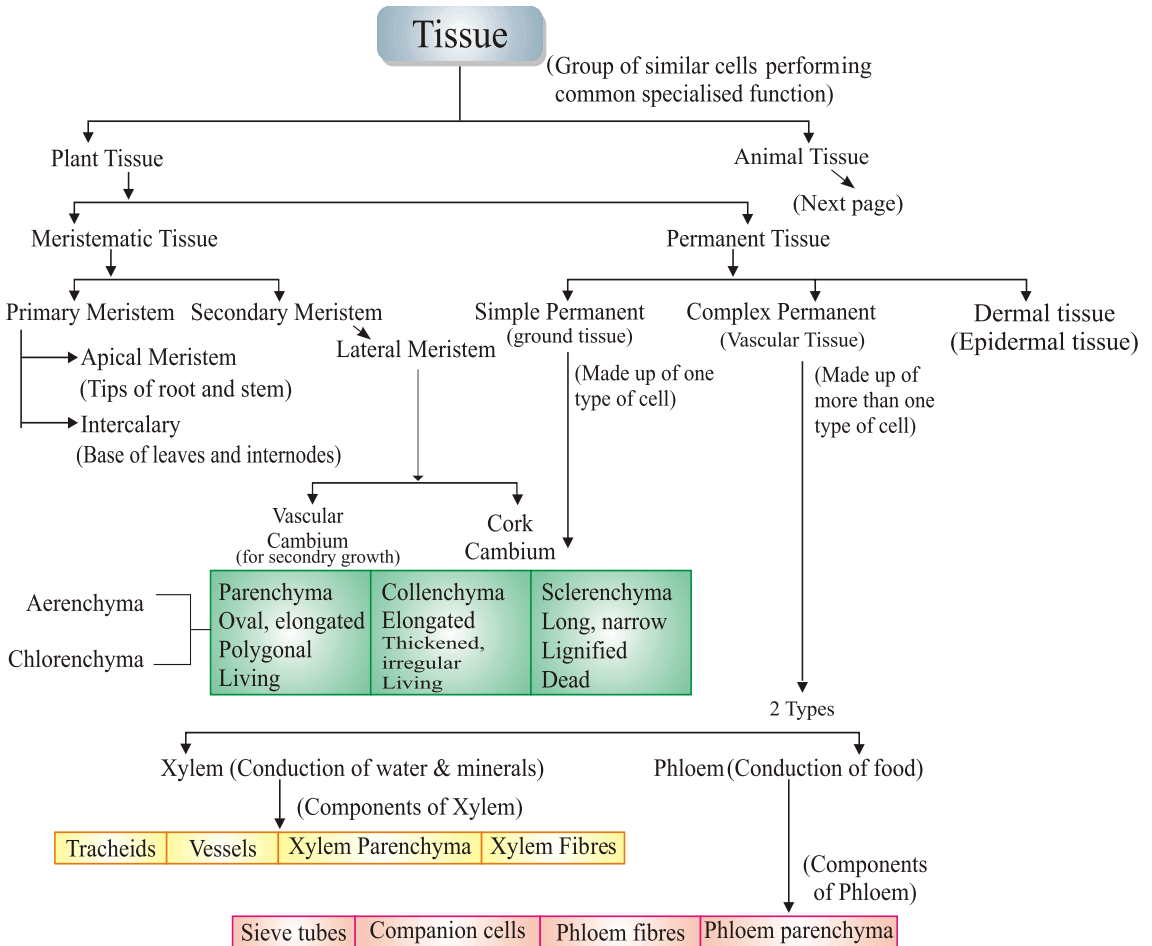 Tissue
(Group of similar cells performing
common specialised function)
Plant Tissue
Animal Tissue
(Next page)
Meristematic Tissue
Permanent Tissue
Primary Meristem
Secondary Meristem
Simple Permanent
(ground tissue)
Complex Permanent
(Vascular Tissue)
Dermal tissue
(Epidermal tissue)
Lateral Meristem
Apical Meristem
(Tips of root and stem)
Intercalary
(Base of leaves and internodes)
(Made up of one
type of cell)
(Made up of
more than one
type of cell)
Vascular
Cambium
(for secondry growth)
Cork
Cambium
Aerenchyma
Chlorenchyma
Parenchyma
Oval, elongated
Polygonal
Living
Collenchyma
Elongated
Thickened,
irregular
Living
Sclerenchyma
Long, narrow
Lignified
Dead
2 Types
Xylem (Conduction of water & minerals)
Phloem (Conduction of food)
(Components of Xylem)
Tracheids
Vessels
Xylem Parenchyma
Xylem Fibres
(Components
of Phloem)
Sieve tubes
Companion cells
Phloem fibres
Phloem parenchyma